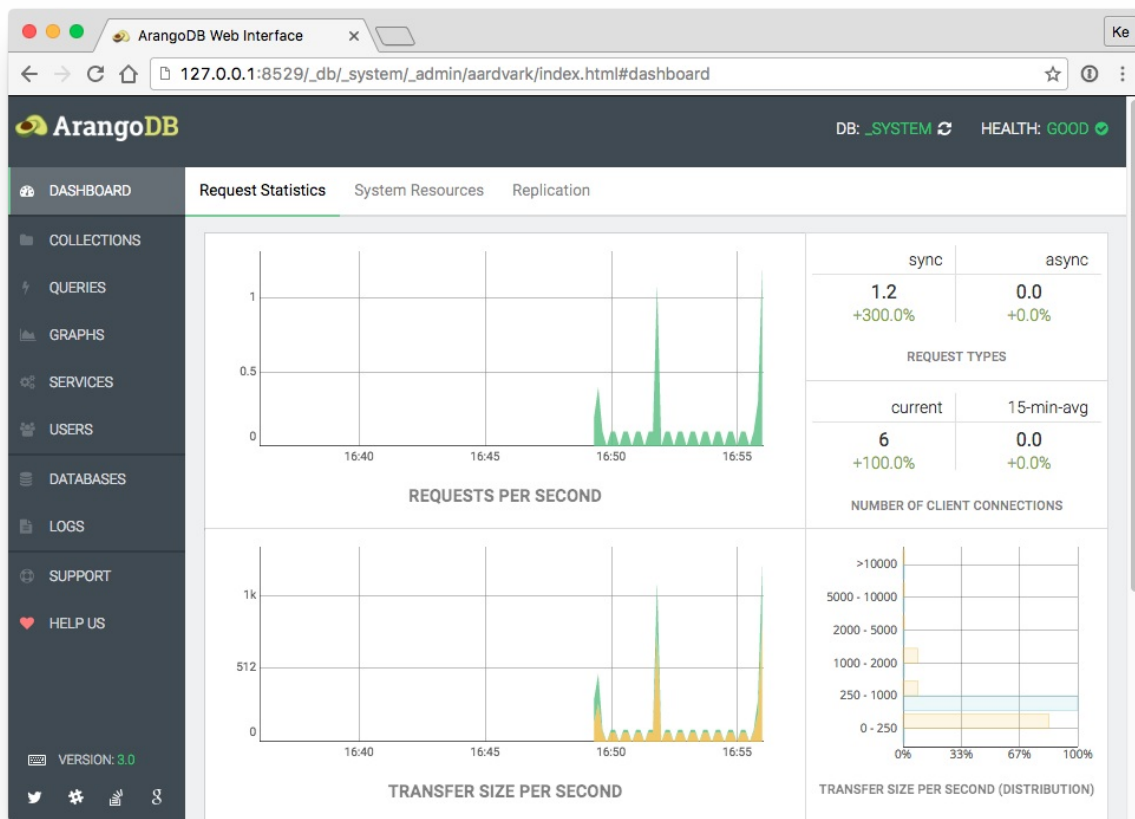 ArangoDB Web Interface
Ke
127.0.0.1:8529/_db/_system/_admin/aardvark/index.html#dashboard
ArangoDB
DB: _SYSTEM HEALTH: GOOD
DASHBOARD
COLLECTIONS
QUERIES
GRAPHS
SERVICES
USERS
DATABASES
LOGS
SUPPORT
HELP US
VERSION: 3.0
Request Statistics System Resources Replication
1
0.5
0
16:40 16:45 16:50 16:55
REQUESTS PER SECOND
sync async
1.2 0.0
+300.0% +0.0%
REQUEST TYPES
current 15-min-avg
6 0.0
+100.0% +0.0%
NUMBER OF CLIENT CONNECTIONS
1k
512
0
16:40 16:45 16:50 16:55
TRANSFER SIZE PER SECOND
>10000
5000 - 10000
2000 - 5000
1000 - 2000
250 - 1000
0 - 250
0% 33% 67% 100%
TRANSFER SIZE PER SECOND (DISTRIBUTION)